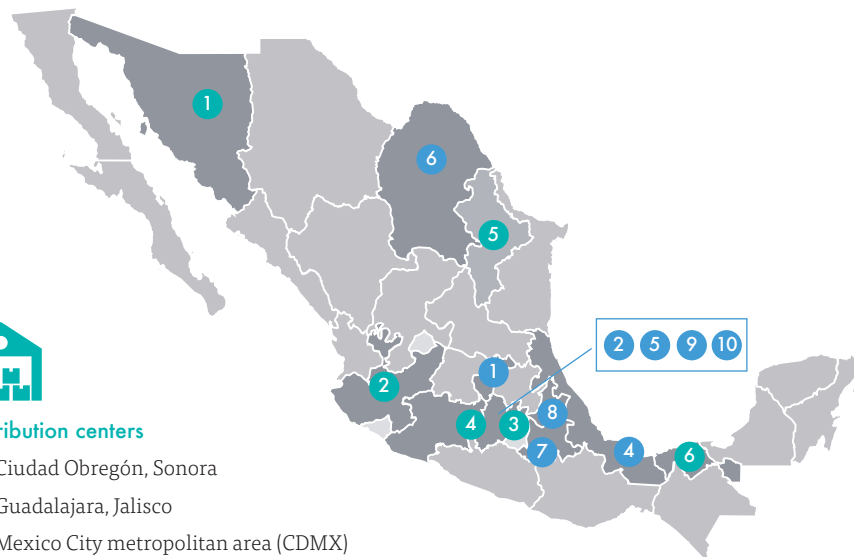 1
6
5
2 5 9 10
1
2
8
4
3
7
4
6
ribution centers
Ciudad Obregón, Sonora
Guadalajara, Jalisco
Mexico City metropolitan area (CDMX)